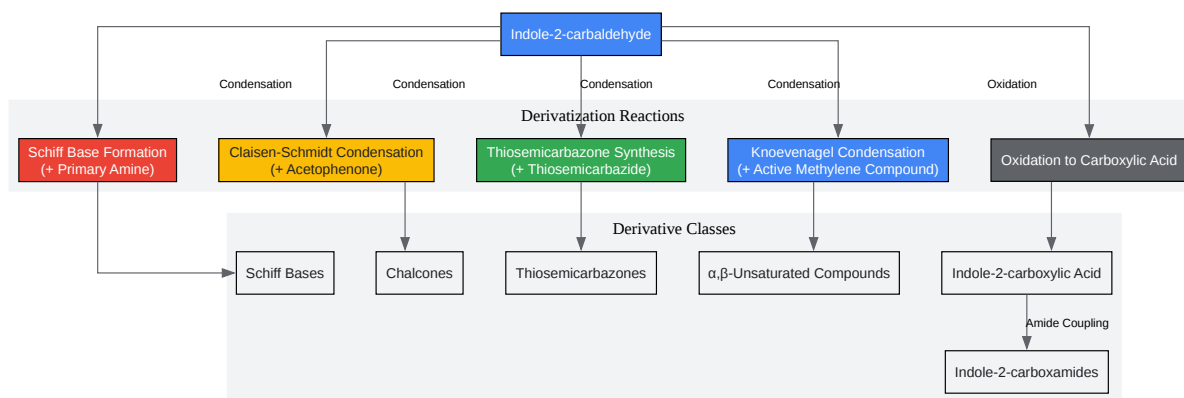 Indole-2-carbaldehyde
Condensation
Condensation
Condensation
Condensation
Oxidation
Derivatization Reactions
Schiff Base Formation
(+ Primary Amine)
Claisen-Schmidt Condensation
(+ Acetophenone)
Thiosemicarbazone Synthesis
(+ Thiosemicarbazide)
Knoevenagel Condensation
(+ Active Methylene Compound)
Oxidation to Carboxylic Acid
Derivative Classes
Schiff Bases
Chalcones
Thiosemicarbazones
α,β-Unsaturated Compounds
Indole-2-carboxylic Acid
Amide Coupling
Indole-2-carboxamides